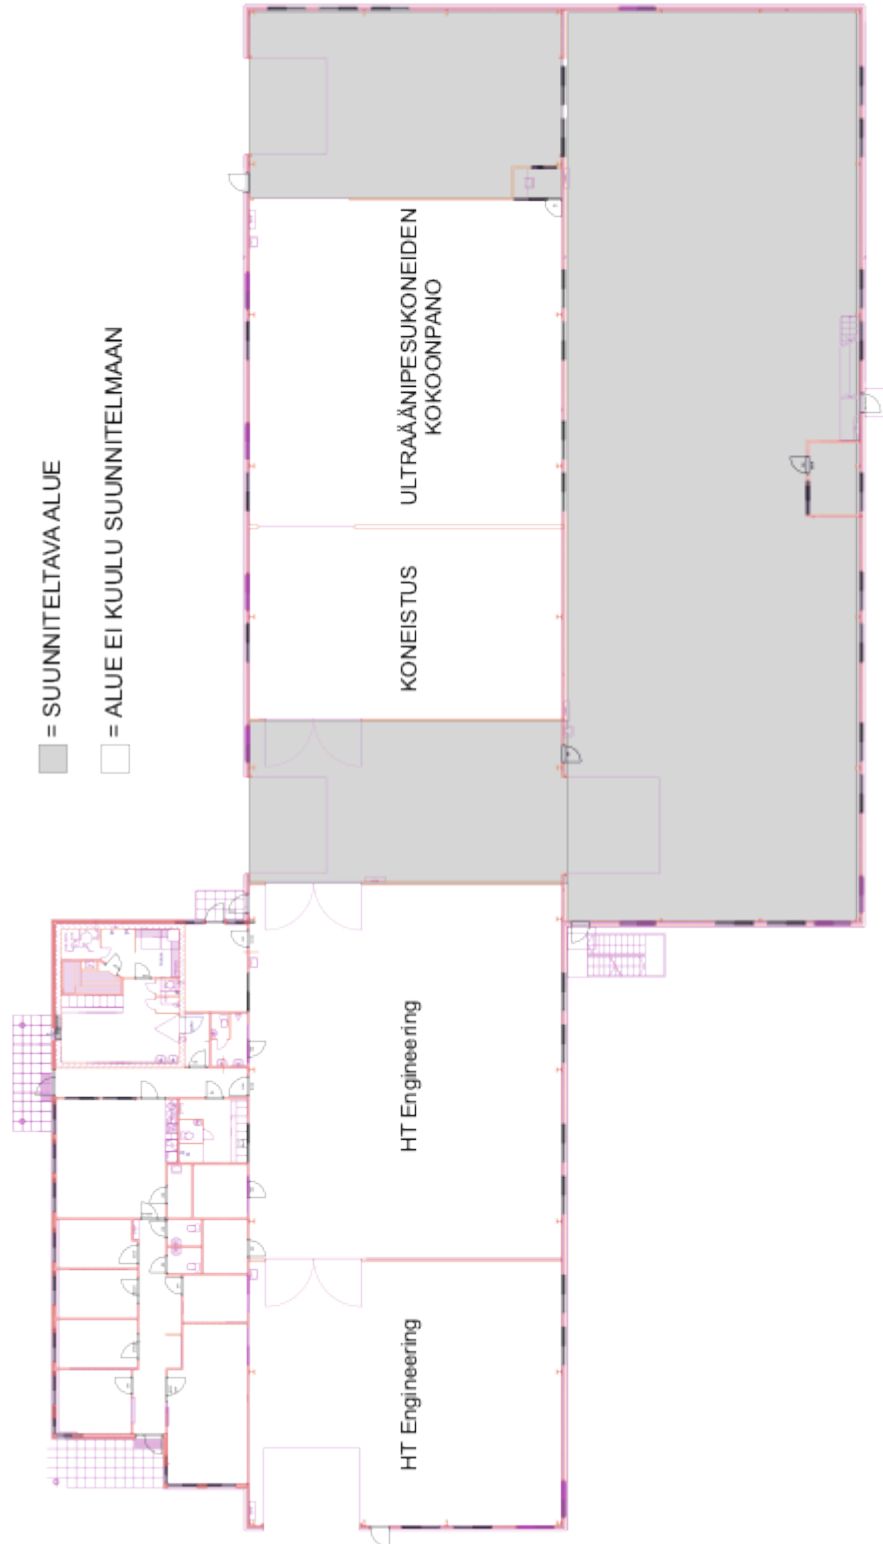 = SUUNNITELTAVA ALUE
= ALUE EI KUULU SUUNNITELMAAN
HT Engineering
HT Engineering
KONEISTUS
ULTRAÄÄNIPESUKONEIDEN
KOKOONPANO